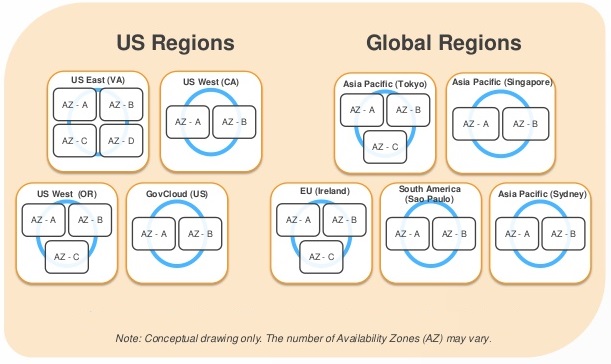 US Regions
Global Regions
US East (VA)
AZ - A
AZ - B
AZ - C
AZ - D
US West (CA)
AZ - A
AZ - B
Asia Pacific (Tokyo)
AZ - A
AZ - B
AZ - C
Asia Pacific (Singapore)
AZ - A
AZ - B
US West (OR)
AZ - A
AZ - B
AZ - C
GovCloud (US)
AZ - A
AZ - B
EU (Ireland)
AZ - A
AZ - B
AZ - C
South America
(Sao Paulo)
AZ - A
AZ - B
Asia Pacific (Sydney)
AZ - A
AZ - B
Note: Conceptual drawing only. The number of Availability Zones (AZ) may vary.